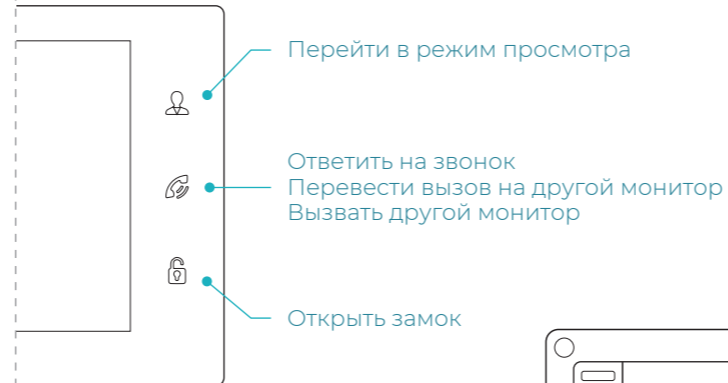 Перейти в режим просмотра
Ответить на звонок
Перевести вызов на другой монитор
Вызвать другой монитор
Открыть замок